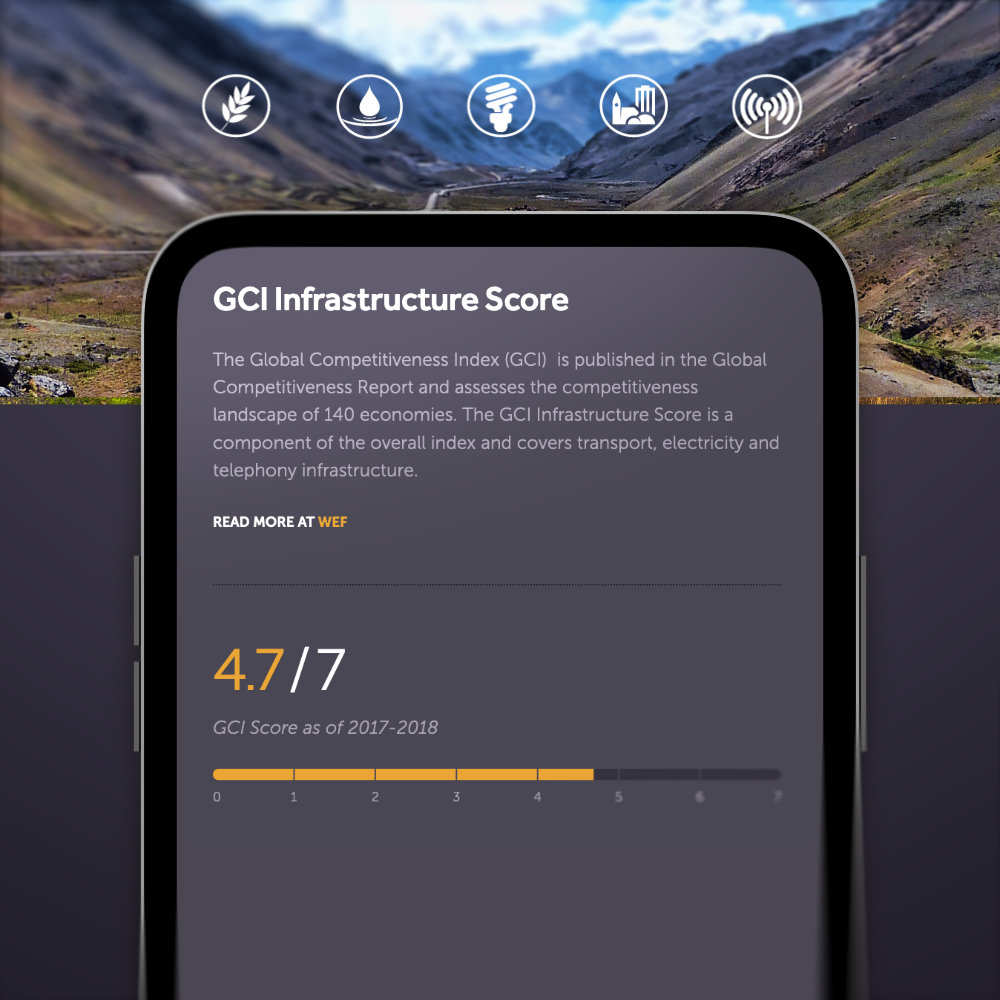 GCI Infrastructure Score
The Global Competitiveness Index (GCI)  is published in the Global
Competitiveness Report and assesses the competitiveness
landscape of 140 economies. The GCI Infrastructure Score is a
component of the overall index and covers transport, electricity and
telephony infrastructure.
READ MORE AT WEF
4.7/7
GCI Score as of 2017-2018
0 1 2 3 4 5 6 7